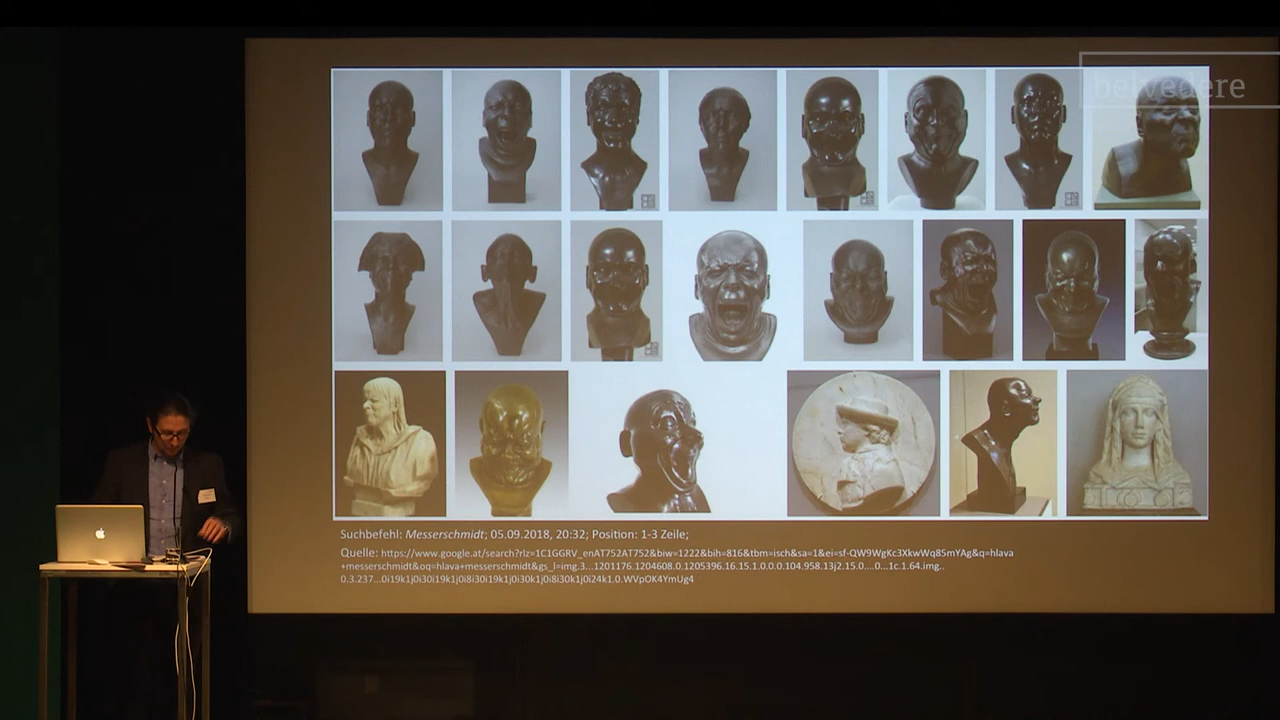 belvedere
Suchbefehl: Messerschmidt; 05.09.2018, 20:32; Position: 1-3 Zeile;
Quelle: https://www.google.at/search?rlz=1C1GGRV_enAT752AT752&biw=1222&bih=816&tbm=isch&sa=1&ei=sf-QW9WgKc3XkwWq85mYAg&q=hlava
+messerschmidt&oq=hlava+messerschmidt&gs_l=img.3...1201176.1204608.0.1205396.16.15.1.0.0.0.104.958.13j2.15.0....0...1c.1.64.img..
0.3.237...0i19k1j0i30i19k1j0i8i30i19k1j0i30k1j0i8i30k1j0i24k1.0.WVpOK4YmUg4